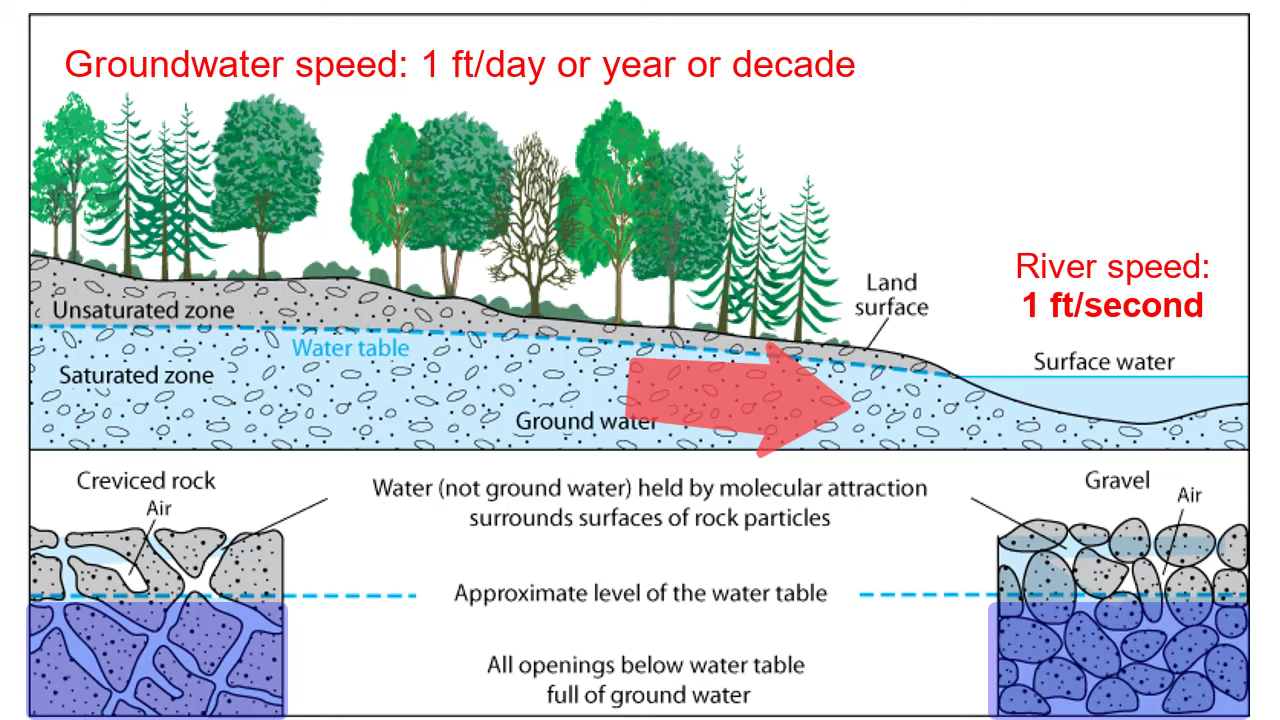 Groundwater speed: 1 ft/day or year or decade
River speed:
1 ft/second
Land
surface
Unsaturated zone
Water table
Surface water
Saturated zone
Ground water
Creviced rock
Air
Water (not ground water) held by molecular attraction
surrounds surfaces of rock particles
Gravel
Air
Approximate level of the water table
All openings below water table
full of ground water